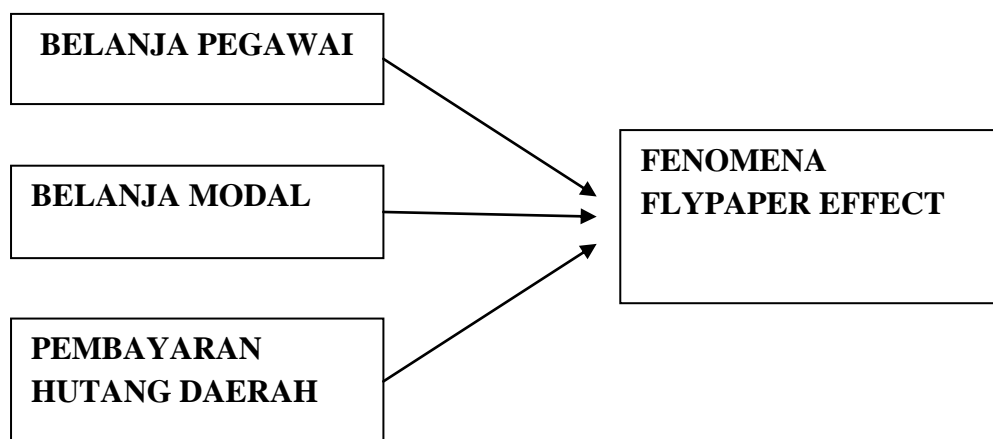 BELANJA PEGAWAI
BELANJA MODAL
PEMBAYARAN
HUTANG DAERAH
FENOMENA
FLYPAPER EFFECT